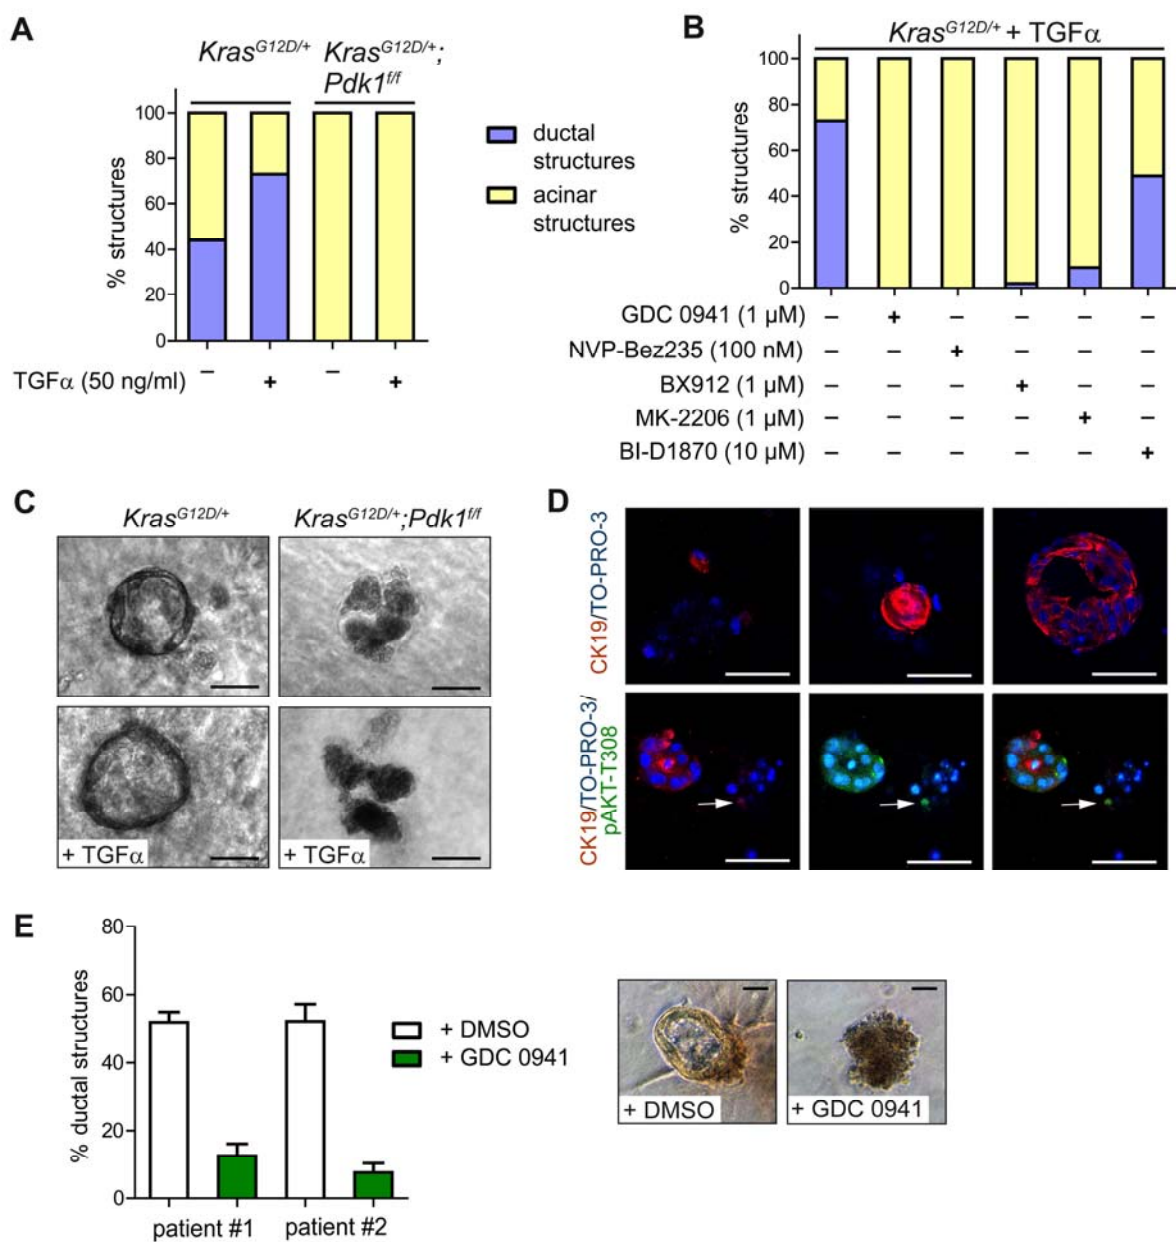 A
Kras^G12D/+ Kras^G12D/+;
Pdk1^f/f
100
80
60
40
20
0
% structures
TGFα (50 ng/ml) – + – +
ductal
structures
acinar
structures
B
Kras^G12D/+ + TGFα
100
80
60
40
20
0
% structures
GDC 0941 (1 µM) – + – – – –
NVP-Bez235 (100 nM) – – + – – –
BX912 (1 µM) – – – + – –
MK-2206 (1 µM) – – – – + –
BI-D1870 (10 µM) – – – – – +
C
Kras^G12D/+ Kras^G12D/+;Pdk1^f/f
+ TGFα + TGFα
D
CK19/TO-PRO-3
CK19/TO-PRO-3/
pAKT-T308
E
80
60
40
20
0
% ductal structures
patient #1 patient #2
+ DMSO
+ GDC 0941
+ DMSO + GDC 0941